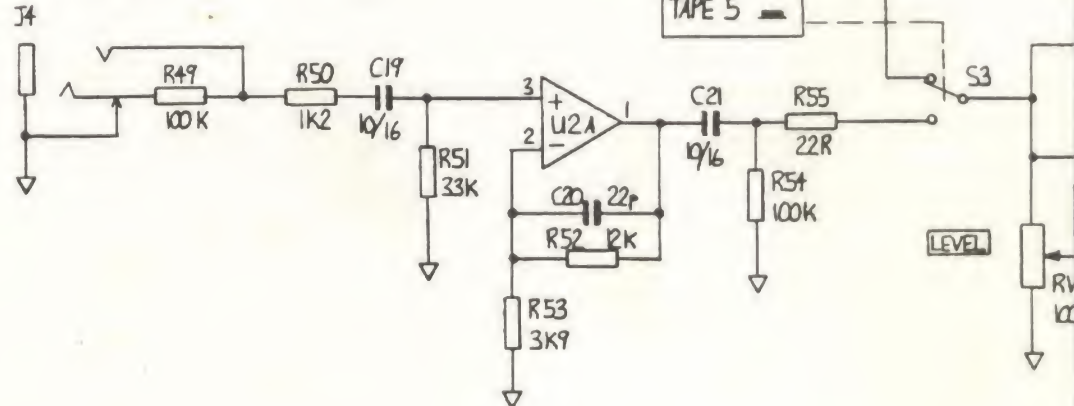 J4
TAPE 5
R49
100K
R50
1K2
C19
10/16
3
+
2
−
U2A
1
C21
10/16
R55
22R
S3
R51
33K
C20 22p
R52 12K
R54
100K
LEVEL
R53
3K9